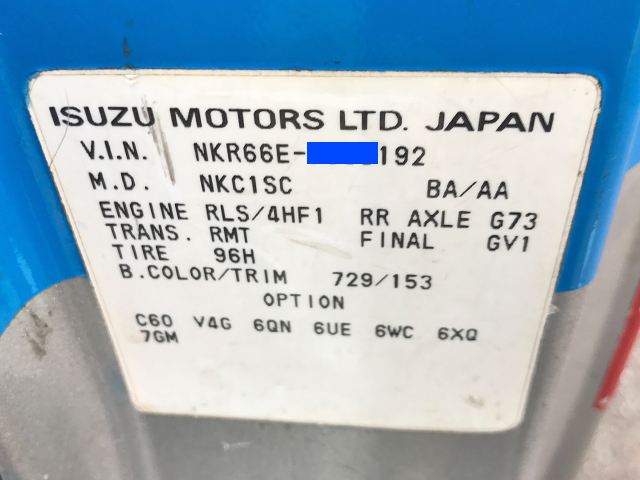 ISUZU MOTORS LTD. JAPAN
V.I.N. NKR66E- 192
M.D. NKC1SC BA/AA
ENGINE RLS/4HF1 RR AXLE G73
TRANS. RMT FINAL GV1
TIRE 96H
B.COLOR/TRIM 729/153
OPTION
C60 V4G 6QN 6UE 6WC 6XQ
7GM